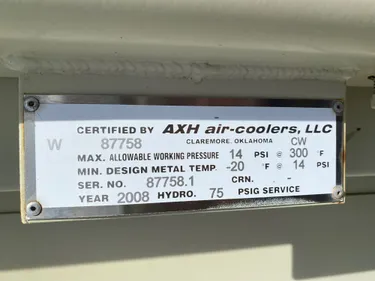 CERTIFIED BY AXH air-coolers, LLC
W 87758 CLAREMORE, OKLAHOMA CW
MAX. ALLOWABLE WORKING PRESSURE 14 PSI @ 300 °F
MIN. DESIGN METAL TEMP -20 °F @ 14 PSI
SER. NO. 87758.1 CRN. -
YEAR 2008 HYDRO. 75 PSIG SERVICE